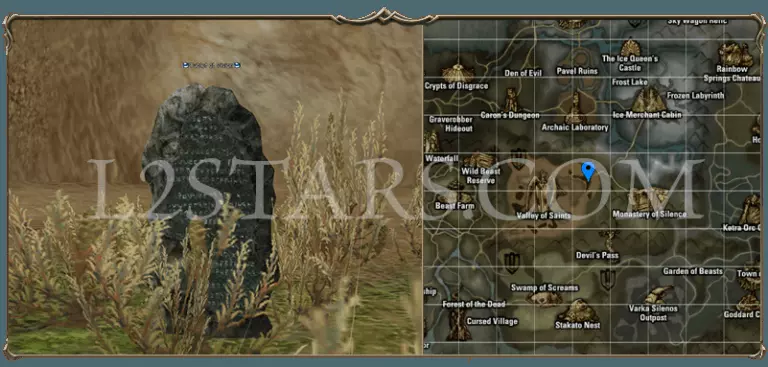 Sky Wagon Relic
The Ice Queen's
Castle
Rainbow
Springs Chateau
Pavel Ruins
Den of Evil
Crypts of Disgrace
Frost Lake
Frozen Labyrinth
Caron's Dungeon
Ice Merchant Cabin
Graverobber
Hideout
Archaic Laboratory
Waterfall
Wild Beast
Reserve
L2STARS.COM
Beast Farm
Valley of Saints
Monastery of Silence
Ketra Orc
Devil's Pass
Garden of Beasts
Town
Swamp of Screams
Forest of the Dead
Varka Silenos
Outpost
Goddard
Cursed Village
Stakato Nest